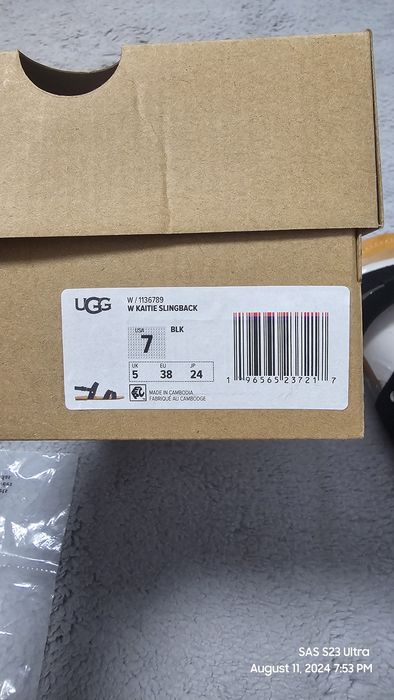 UGG
W / 1136789
W KAITIE SLINGBACK
USA
7
BLK
UK EU JP
5 38 24
MADE IN CAMBODIA
FABRIQUÉ AU CAMBODGE
1 96565 23721 7
SAS S23 Ultra
August 11, 2024 7:53 PM